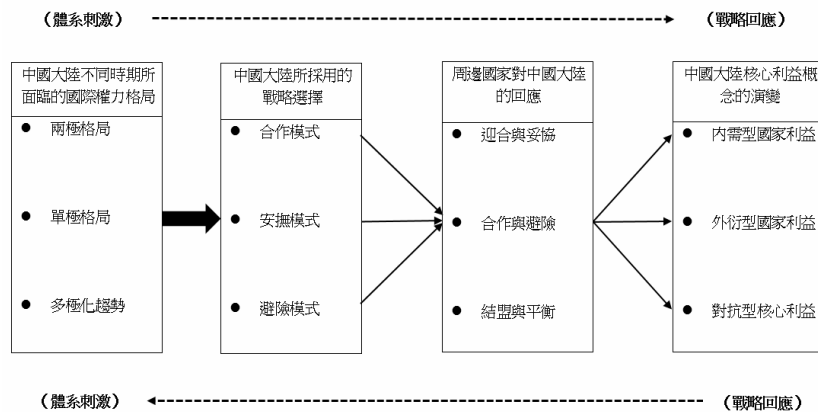 （體系刺激）
（戰略回應）
中國大陸不同時期所
面臨的國際權力格局
● 兩極格局
● 單極格局
● 多極化趨勢
中國大陸所採用的
戰略選擇
● 合作模式
● 安撫模式
● 避險模式
周邊國家對中國大陸
的回應
● 迎合與妥協
● 合作與避險
● 結盟與平衡
中國大陸核心利益概
念的演變
● 內需型國家利益
● 外衍型國家利益
● 對抗型核心利益
（體系刺激）
（戰略回應）